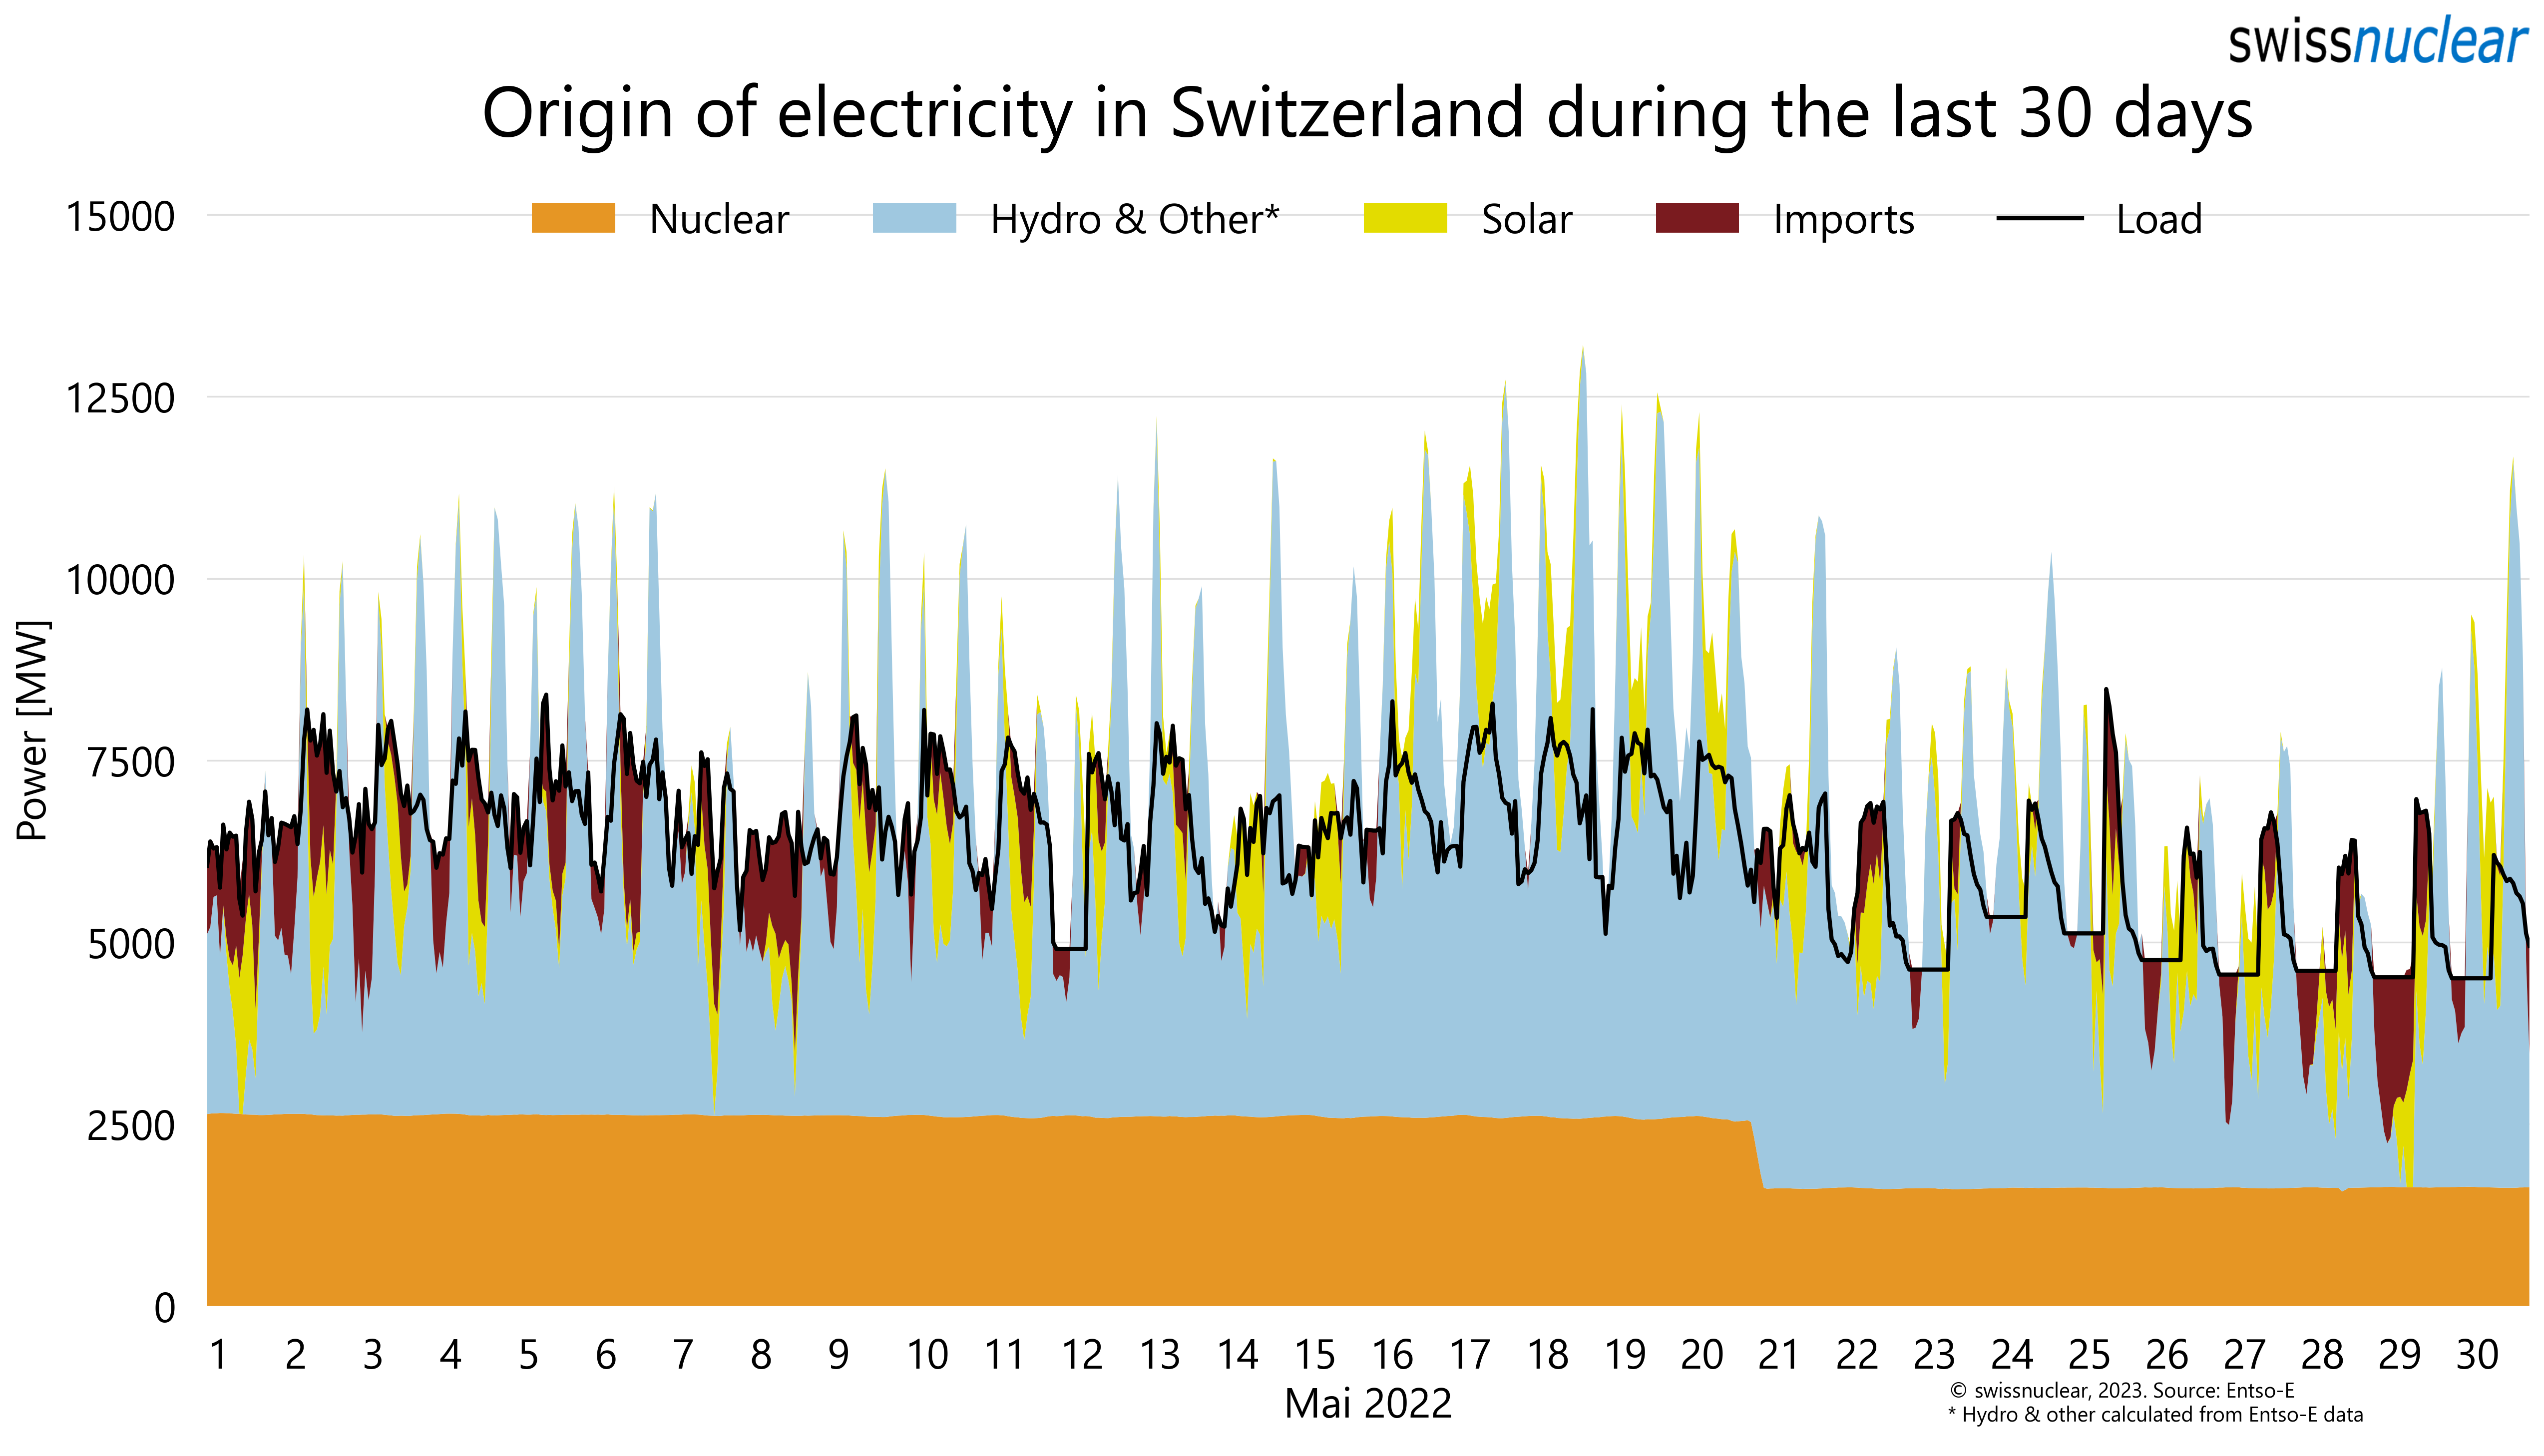 swissnuclear
Origin of electricity in Switzerland during the last 30 days
Nuclear Hydro & Other* Solar Imports Load
15000
12500
10000
7500
5000
2500
0
Power [MW]
1 2 3 4 5 6 7 8 9 10 11 12 13 14 15 16 17 18 19 20 21 22 23 24 25 26 27 28 29 30
Mai 2022
© swissnuclear, 2023. Source: Entso-E
* Hydro & other calculated from Entso-E data